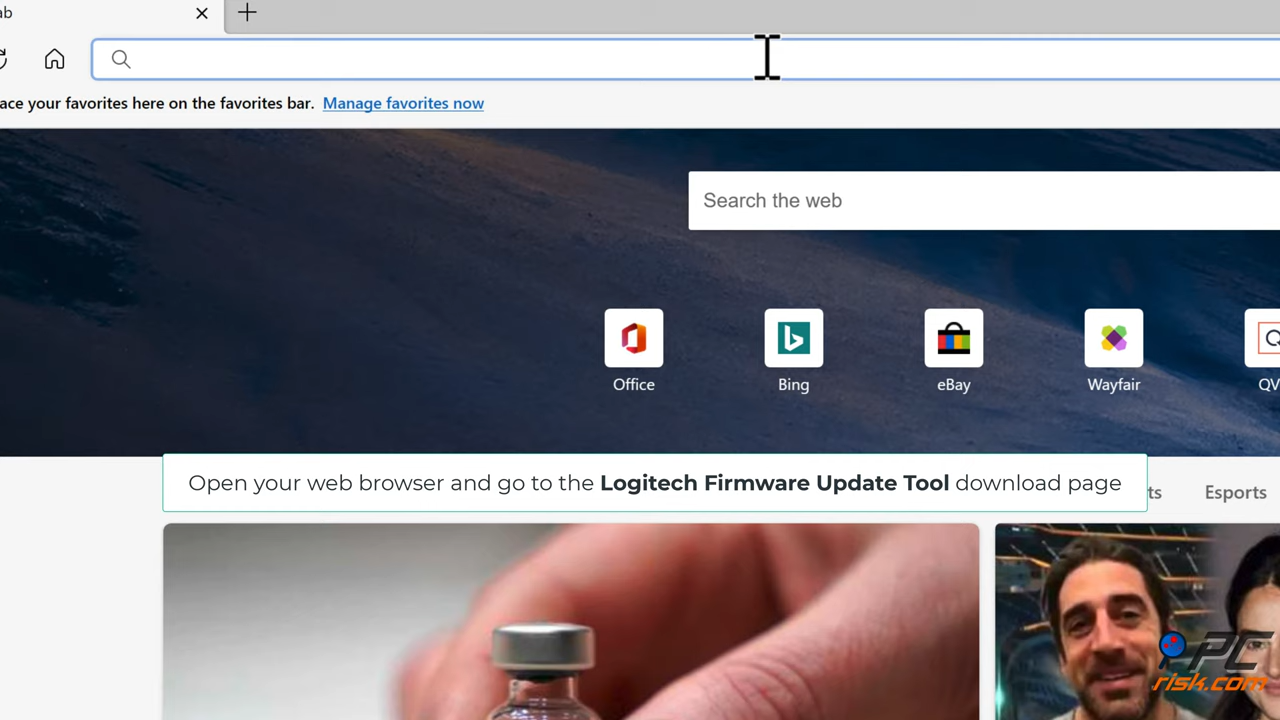 ab
ace your favorites here on the favorites bar. Manage favorites now
Search the web
Office
Bing
eBay
Wayfair
QV
Open your web browser and go to the Logitech Firmware Update Tool download page
ts
Esports
PC
risk.com